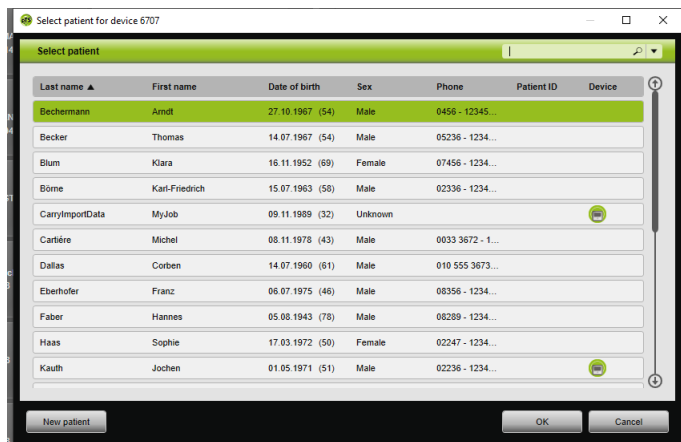 Select patient for device 6707
Select patient
Last name ▲ First name Date of birth Sex Phone Patient ID Device
Bechermann Arndt 27.10.1967 (54) Male 0456 - 12345...
Becker Thomas 14.07.1967 (54) Male 05236 - 1234...
Blum Klara 16.11.1952 (69) Female 07456 - 1234...
Börne Karl-Friedrich 15.07.1963 (58) Male 02336 - 1234...
CarryImportData MyJob 09.11.1989 (32) Unknown
Cartiére Michel 08.11.1978 (43) Male 0033 3672 - 1...
Dallas Corben 14.07.1960 (61) Male 010 555 3673...
Eberhofer Franz 06.07.1975 (46) Male 08356 - 1234...
Faber Hannes 05.08.1943 (78) Male 08289 - 1234...
Haas Sophie 17.03.1972 (50) Female 02247 - 1234...
Kauth Jochen 01.05.1971 (51) Male 02236 - 1234...
New patient OK Cancel